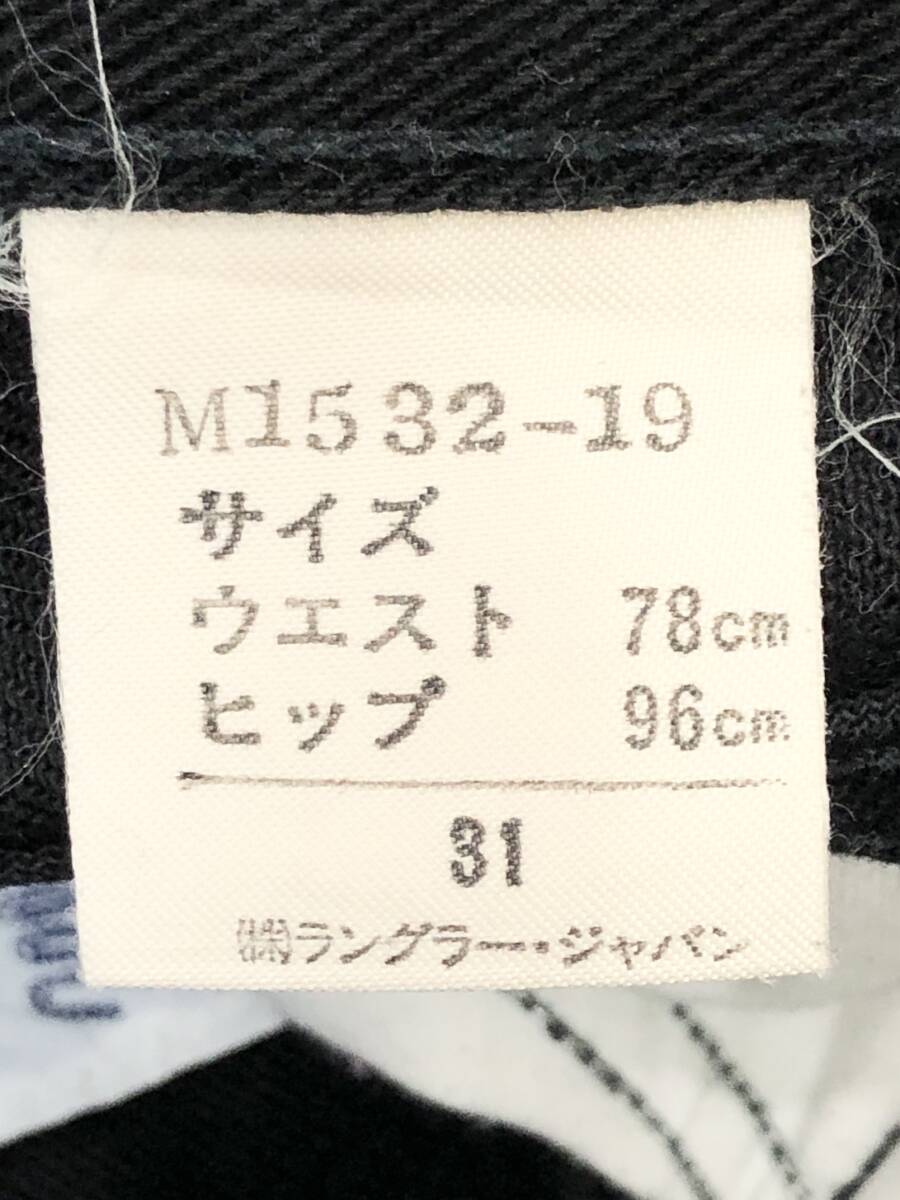 M1532-19
サイズ
ウエスト 78cm
ヒップ 96cm
31
㈱ラングラー・ジャパン